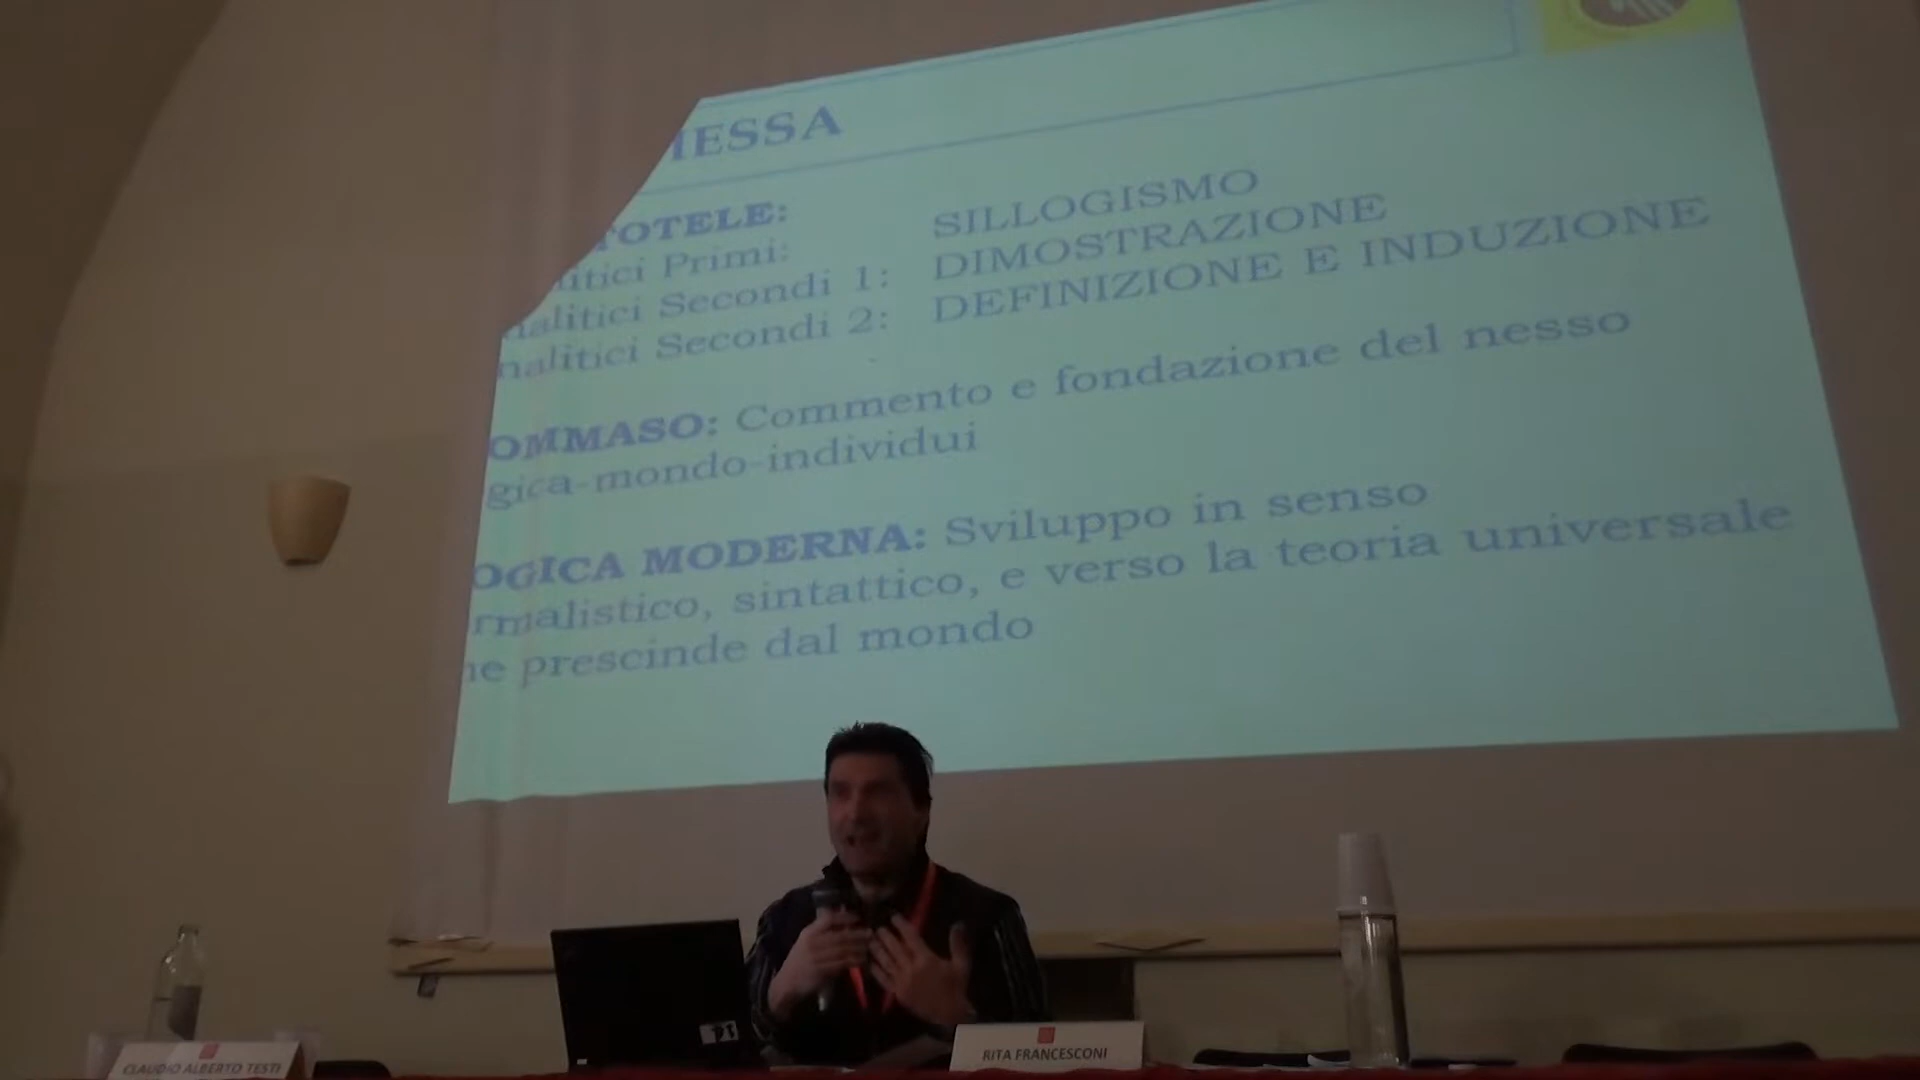 IESSA
TOTELE:
litici Primi: SILLOGISMO
nalitici Secondi 1: DIMOSTRAZIONE
nalitici Secondi 2: DEFINIZIONE E INDUZIONE
OMMASO: Commento e fondazione del nesso
gica-mondo-individui
OGICA MODERNA: Sviluppo in senso
rmalistico, sintattico, e verso la teoria universale
he prescinde dal mondo
CLAUDIO ALBERTO TESTI
RITA FRANCESCONI